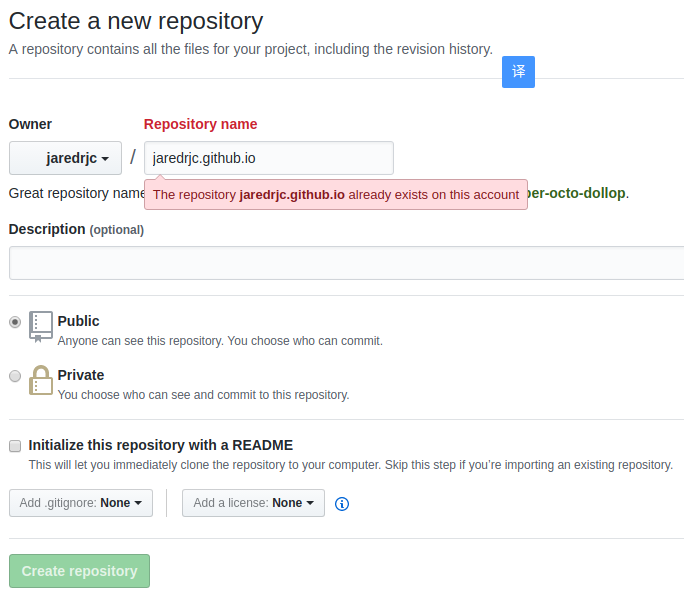 Create a new repository
A repository contains all the files for your project, including the revision history.
译
Owner
Repository name
jaredrjc
/
jaredrjc.github.io
The repository jaredrjc.github.io already exists on this account
Great repository name
per-octo-dollop.
Description (optional)
Public
Anyone can see this repository. You choose who can commit.
Private
You choose who can see and commit to this repository.
Initialize this repository with a README
This will let you immediately clone the repository to your computer. Skip this step if you’re importing an existing repository.
Add .gitignore: None
Add a license: None
Create repository